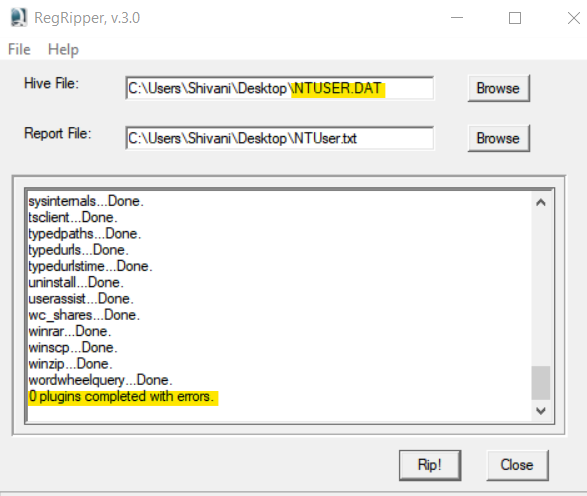 RegRipper, v.3.0
File Help
Hive File: C:\Users\Shivani\Desktop\NTUSER.DAT Browse
Report File: C:\Users\Shivani\Desktop\NTUser.txt Browse
sysinternals...Done.
tsclient...Done.
typedpaths...Done.
typedurls...Done.
typedurlstime...Done.
uninstall...Done.
userassist...Done.
wc_shares...Done.
winrar...Done.
winscp...Done.
winzip...Done.
wordwheelquery...Done.
0 plugins completed with errors.
Rip! Close